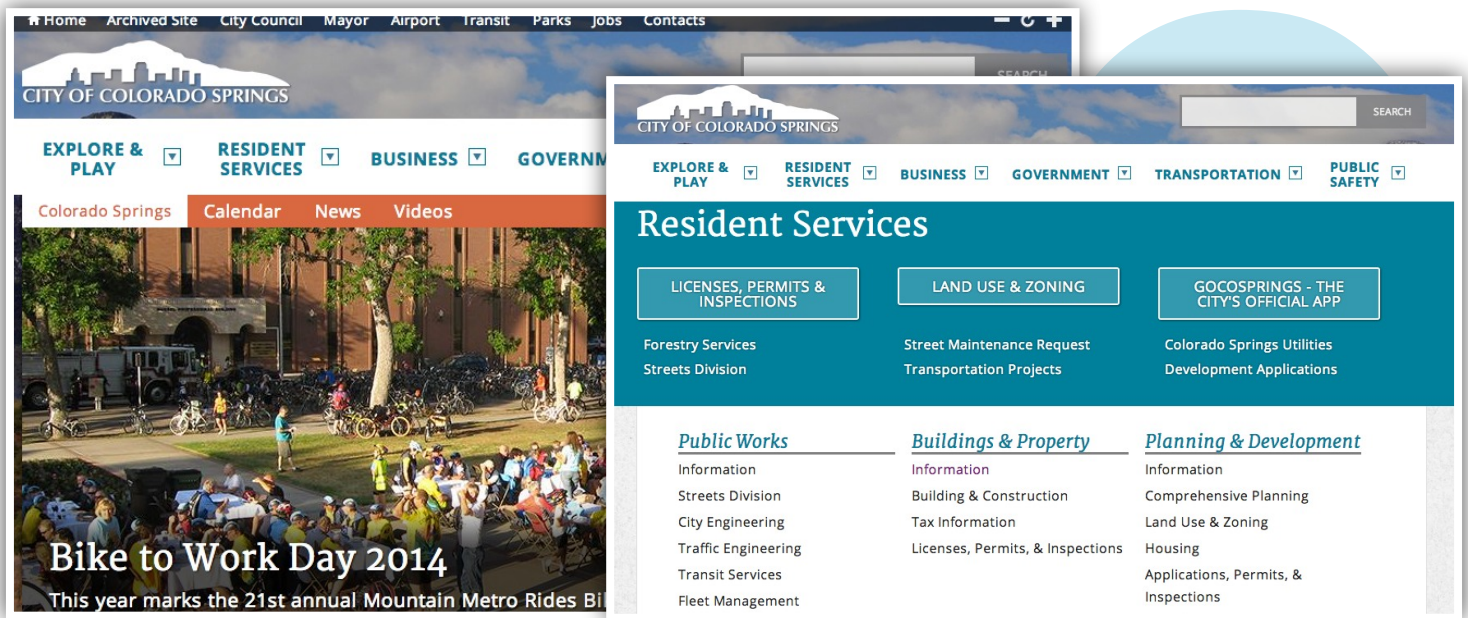 Home Archived Site City Council Mayor Airport Transit Parks Jobs Contacts
CITY OF COLORADO SPRINGS
SEARCH
EXPLORE &
PLAY
RESIDENT
SERVICES
BUSINESS
GOVERNM
Colorado Springs Calendar News Videos
Bike to Work Day 2014
This year marks the 21st annual Mountain Metro Rides Bi
CITY OF COLORADO SPRINGS
SEARCH
EXPLORE &
PLAY
RESIDENT
SERVICES
BUSINESS
GOVERNMENT
TRANSPORTATION
PUBLIC
SAFETY
Resident Services
LICENSES, PERMITS &
INSPECTIONS
LAND USE & ZONING
GOCOSPRINGS - THE
CITY'S OFFICIAL APP
Forestry Services
Streets Division
Street Maintenance Request
Transportation Projects
Colorado Springs Utilities
Development Applications
Public Works
Information
Streets Division
City Engineering
Traffic Engineering
Transit Services
Fleet Management
Buildings & Property
Information
Building & Construction
Tax Information
Licenses, Permits, & Inspections
Planning & Development
Information
Comprehensive Planning
Land Use & Zoning
Housing
Applications, Permits, &
Inspections